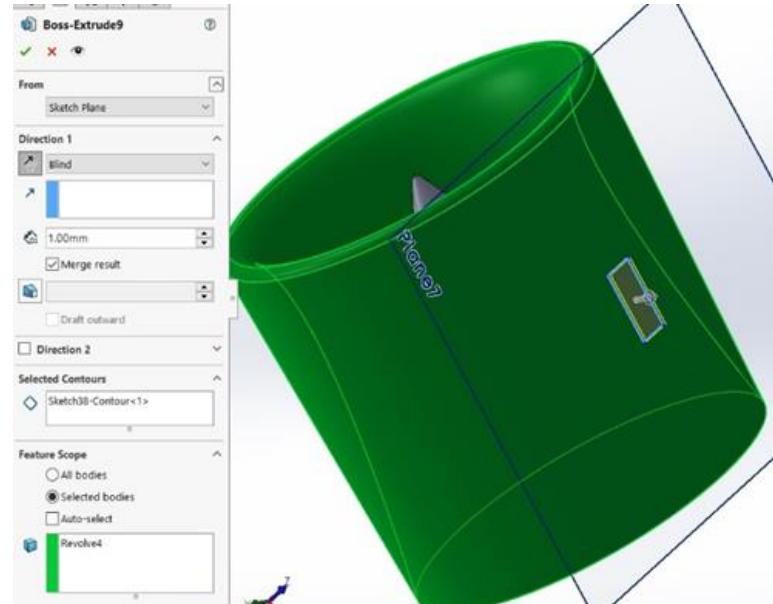 Boss-Extrude9
From
Sketch Plane
Direction 1
Blind
1.00mm
Merge result
Draft outward
Direction 2
Selected Contours
Sketch38-Contour<1>
Feature Scope
All bodies
Selected bodies
Auto-select
Revolve4
Plane7
Z